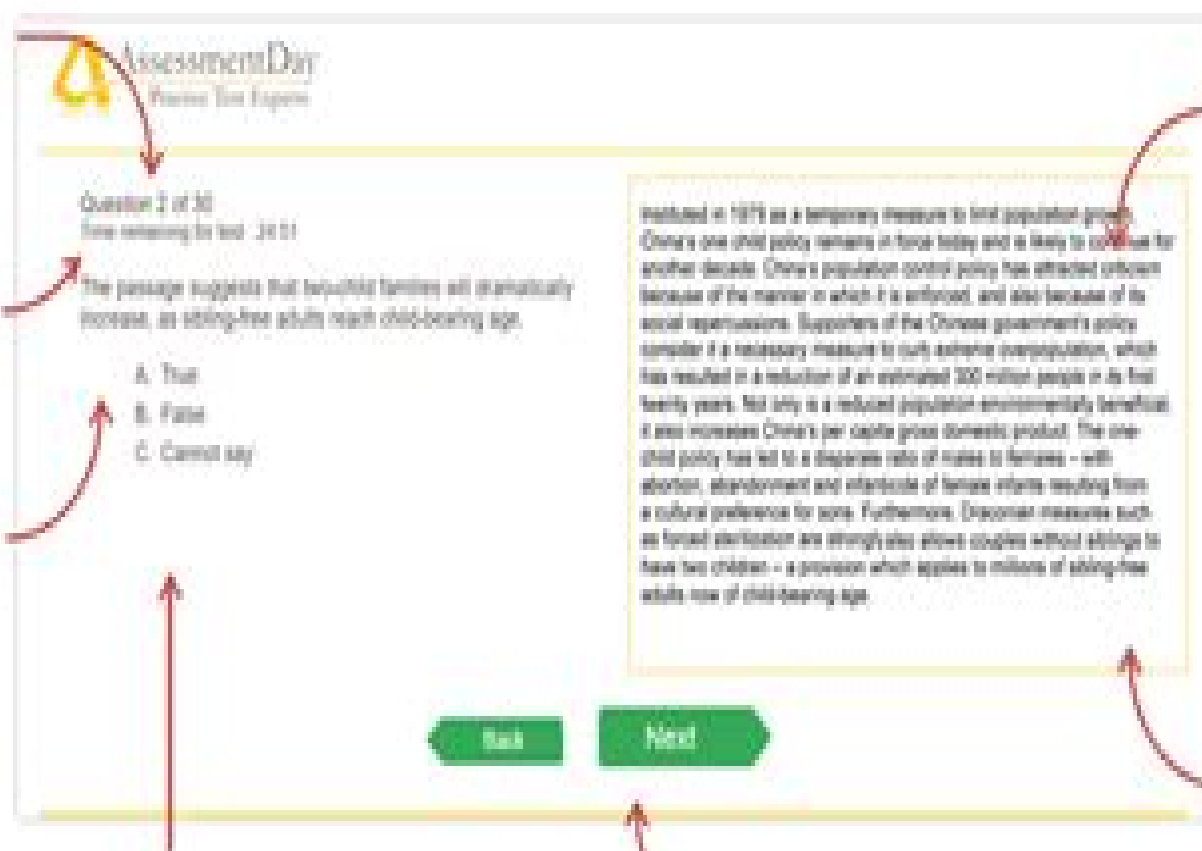 AssessmentDay
Practice Test Experts
Question 2 of 30
Time remaining for test: 24:51
The passage suggests that two-child families will dramatically
increase, as sibling-free adults reach child-bearing age.
A. True
B. False
C. Cannot say
Instituted in 1979 as a temporary measure to limit population growth,
China's one child policy remains in force today and is likely to continue for
another decade. China's population control policy has attracted criticism
because of the manner in which it is enforced, and also because of its
social repercussions. Supporters of the Chinese government's policy
consider it a necessary measure to curb extreme overpopulation, which
has resulted in a reduction of an estimated 300 million people in its first
twenty years. Not only is a reduced population environmentally beneficial,
it also increases China's per capita gross domestic product. The one-
child policy has led to a disparate ratio of males to females – with
abortion, abandonment and infanticide of female infants resulting from
a cultural preference for sons. Furthermore, Draconian measures such
as forced sterilization are strongly also allows couples without siblings to
have two children – a provision which applies to millions of sibling-free
adults now of child-bearing age.
Back
Next